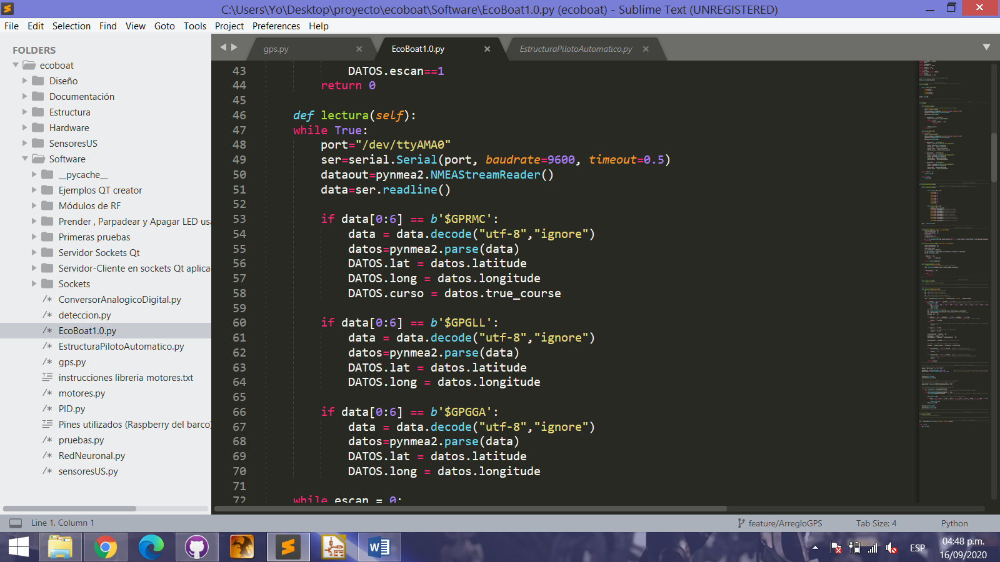 C:\Users\Yo\Desktop\proyecto\ecoboat\Software\EcoBoat1.0.py (ecoboat) - Sublime Text (UNREGISTERED)
File Edit Selection Find View Goto Tools Project Preferences Help
FOLDERS
ecoboat
Diseño
Documentación
Estructura
Hardware
SensoresUS
Software
__pycache__
Ejemplos QT creator
Módulos de RF
Prender , Parpadear y Apagar LED usa
Primeras pruebas
Servidor Sockets Qt
Servidor-Cliente en sockets Qt aplica
Sockets
/* ConversorAnalogicoDigital.py
/* deteccion.py
/* EcoBoat1.0.py
/* EstructuraPilotoAutomatico.py
/* gps.py
instrucciones libreria motores.txt
/* motores.py
/* PID.py
Pines utilizados (Raspberry del barco)
/* pruebas.py
/* RedNeuronal.py
/* sensoresUS.py
gps.py × EcoBoat1.0.py × EstructuraPilotoAutomatico.py ×
43 DATOS.escan==1
44 return 0
45
46 def lectura(self):
47 while True:
48 port="/dev/ttyAMA0"
49 ser=serial.Serial(port, baudrate=9600, timeout=0.5)
50 dataout=pynmea2.NMEAStreamReader()
51 data=ser.readline()
52
53 if data[0:6] == b'$GPRMC':
54 data = data.decode("utf-8","ignore")
55 datos=pynmea2.parse(data)
56 DATOS.lat = datos.latitude
57 DATOS.long = datos.longitude
58 DATOS.curso = datos.true_course
59
60 if data[0:6] == b'$GPGLL':
61 data = data.decode("utf-8","ignore")
62 datos=pynmea2.parse(data)
63 DATOS.lat = datos.latitude
64 DATOS.long = datos.longitude
65
66 if data[0:6] == b'$GPGGA':
67 data = data.decode("utf-8","ignore")
68 datos=pynmea2.parse(data)
69 DATOS.lat = datos.latitude
70 DATOS.long = datos.longitude
71
72 while escan = 0:
Line 1, Column 1 feature/ArregloGPS Tab Size: 4 Python
ESP
04:48 p.m.
16/09/2020